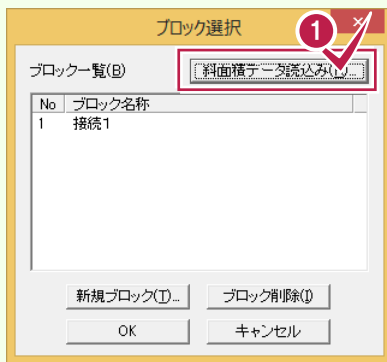 ブロック選択
1
ブロック一覧(B)
斜面積データ読込み(L)...
No ブロック名称
1 接続1
新規ブロック(T)...
ブロック削除(I)
OK
キャンセル